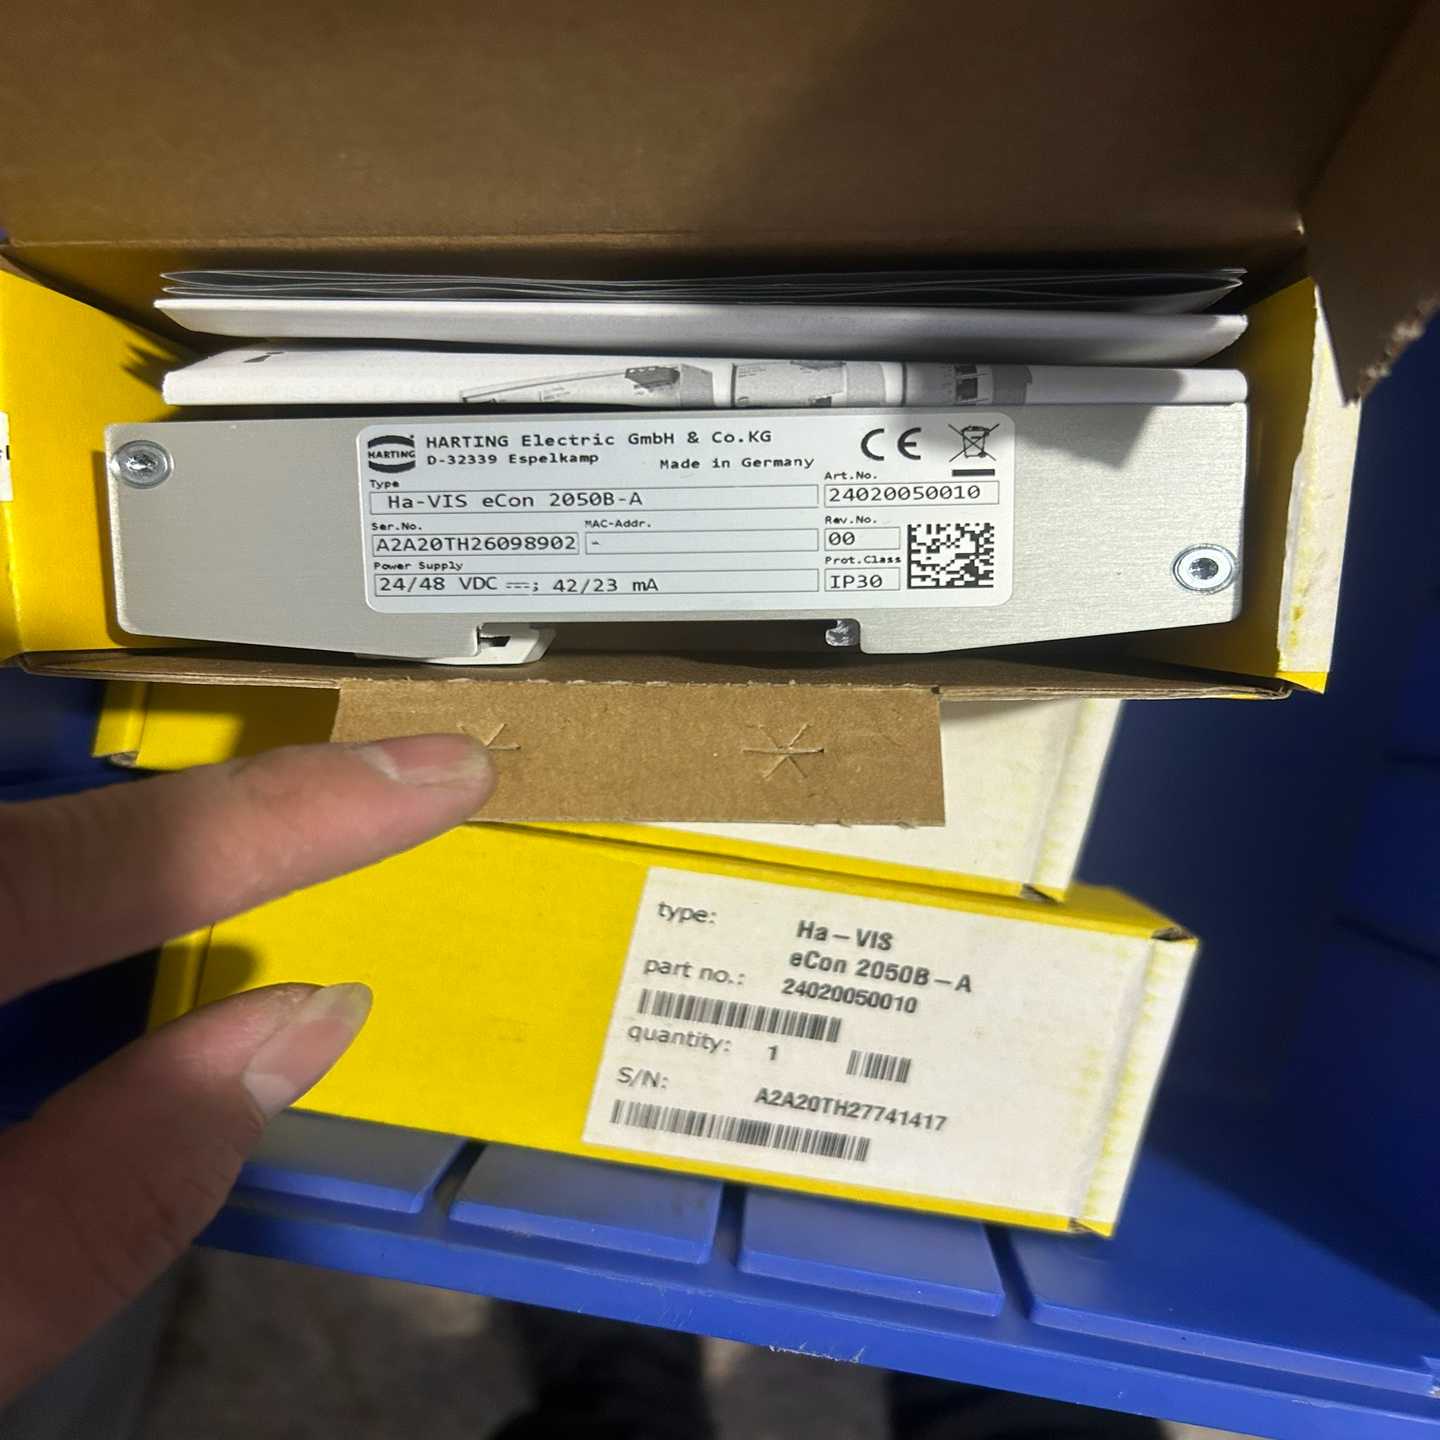 HARTING
HARTING Electric GmbH & Co.KG
D-32339 Espelkamp
Made in Germany
CE
Type
Ha-VIS eCon 2050B-A
Art.No.
24020050010
Ser.No.
A2A20TH26098902
MAC-Addr.
-
Rev.No.
00
Power Supply
24/48 VDC ⎓; 42/23 mA
Prot.Class
IP30
type: Ha-VIS
eCon 2050B-A
part no.: 24020050010
quantity: 1
S/N: A2A20TH27741417